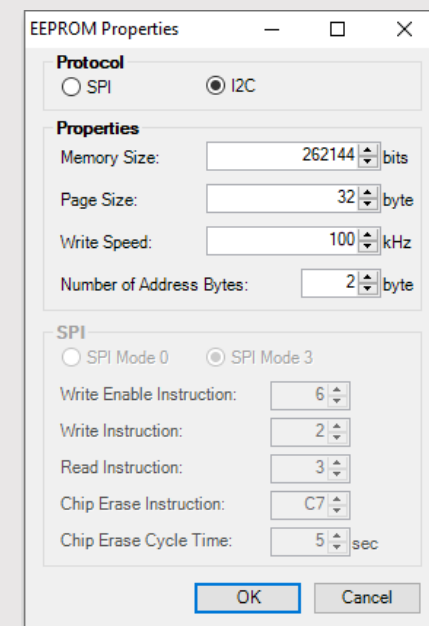 EEPROM Properties
Protocol
SPI I2C
Properties
Memory Size: 262144 bits
Page Size: 32 byte
Write Speed: 100 kHz
Number of Address Bytes: 2 byte
SPI
SPI Mode 0 SPI Mode 3
Write Enable Instruction: 6
Write Instruction: 2
Read Instruction: 3
Chip Erase Instruction: C7
Chip Erase Cycle Time: 5 sec
OK Cancel